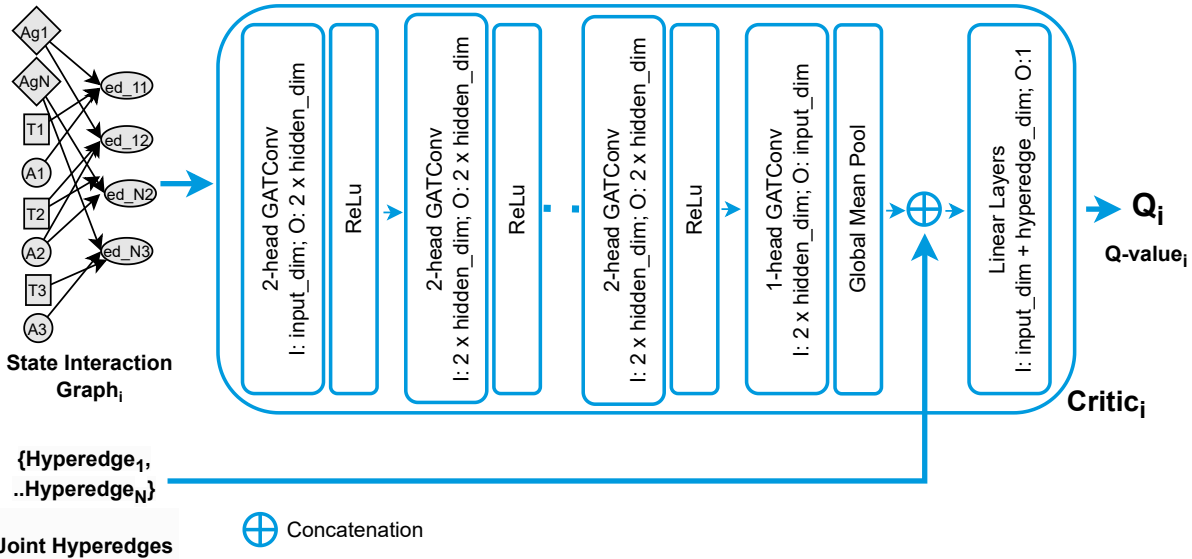 Ag1
AgN
T1
A1
T2
A2
T3
A3
ed_11
ed_12
ed_N2
ed_N3
State Interaction
Graphi
2-head GATConv
I: input_dim; O: 2 x hidden_dim
ReLu
2-head GATConv
I: 2 x hidden_dim; O: 2 x hidden_dim
ReLu
2-head GATConv
I: 2 x hidden_dim; O: 2 x hidden_dim
ReLu
1-head GATConv
I: 2 x hidden_dim; O: input_dim
Global Mean Pool
Linear Layers
I: input_dim + hyperedge_dim; O:1
Qi
Q-valuei
Critici
{Hyperedge1,
..HyperedgeN}
Joint Hyperedges
Concatenation